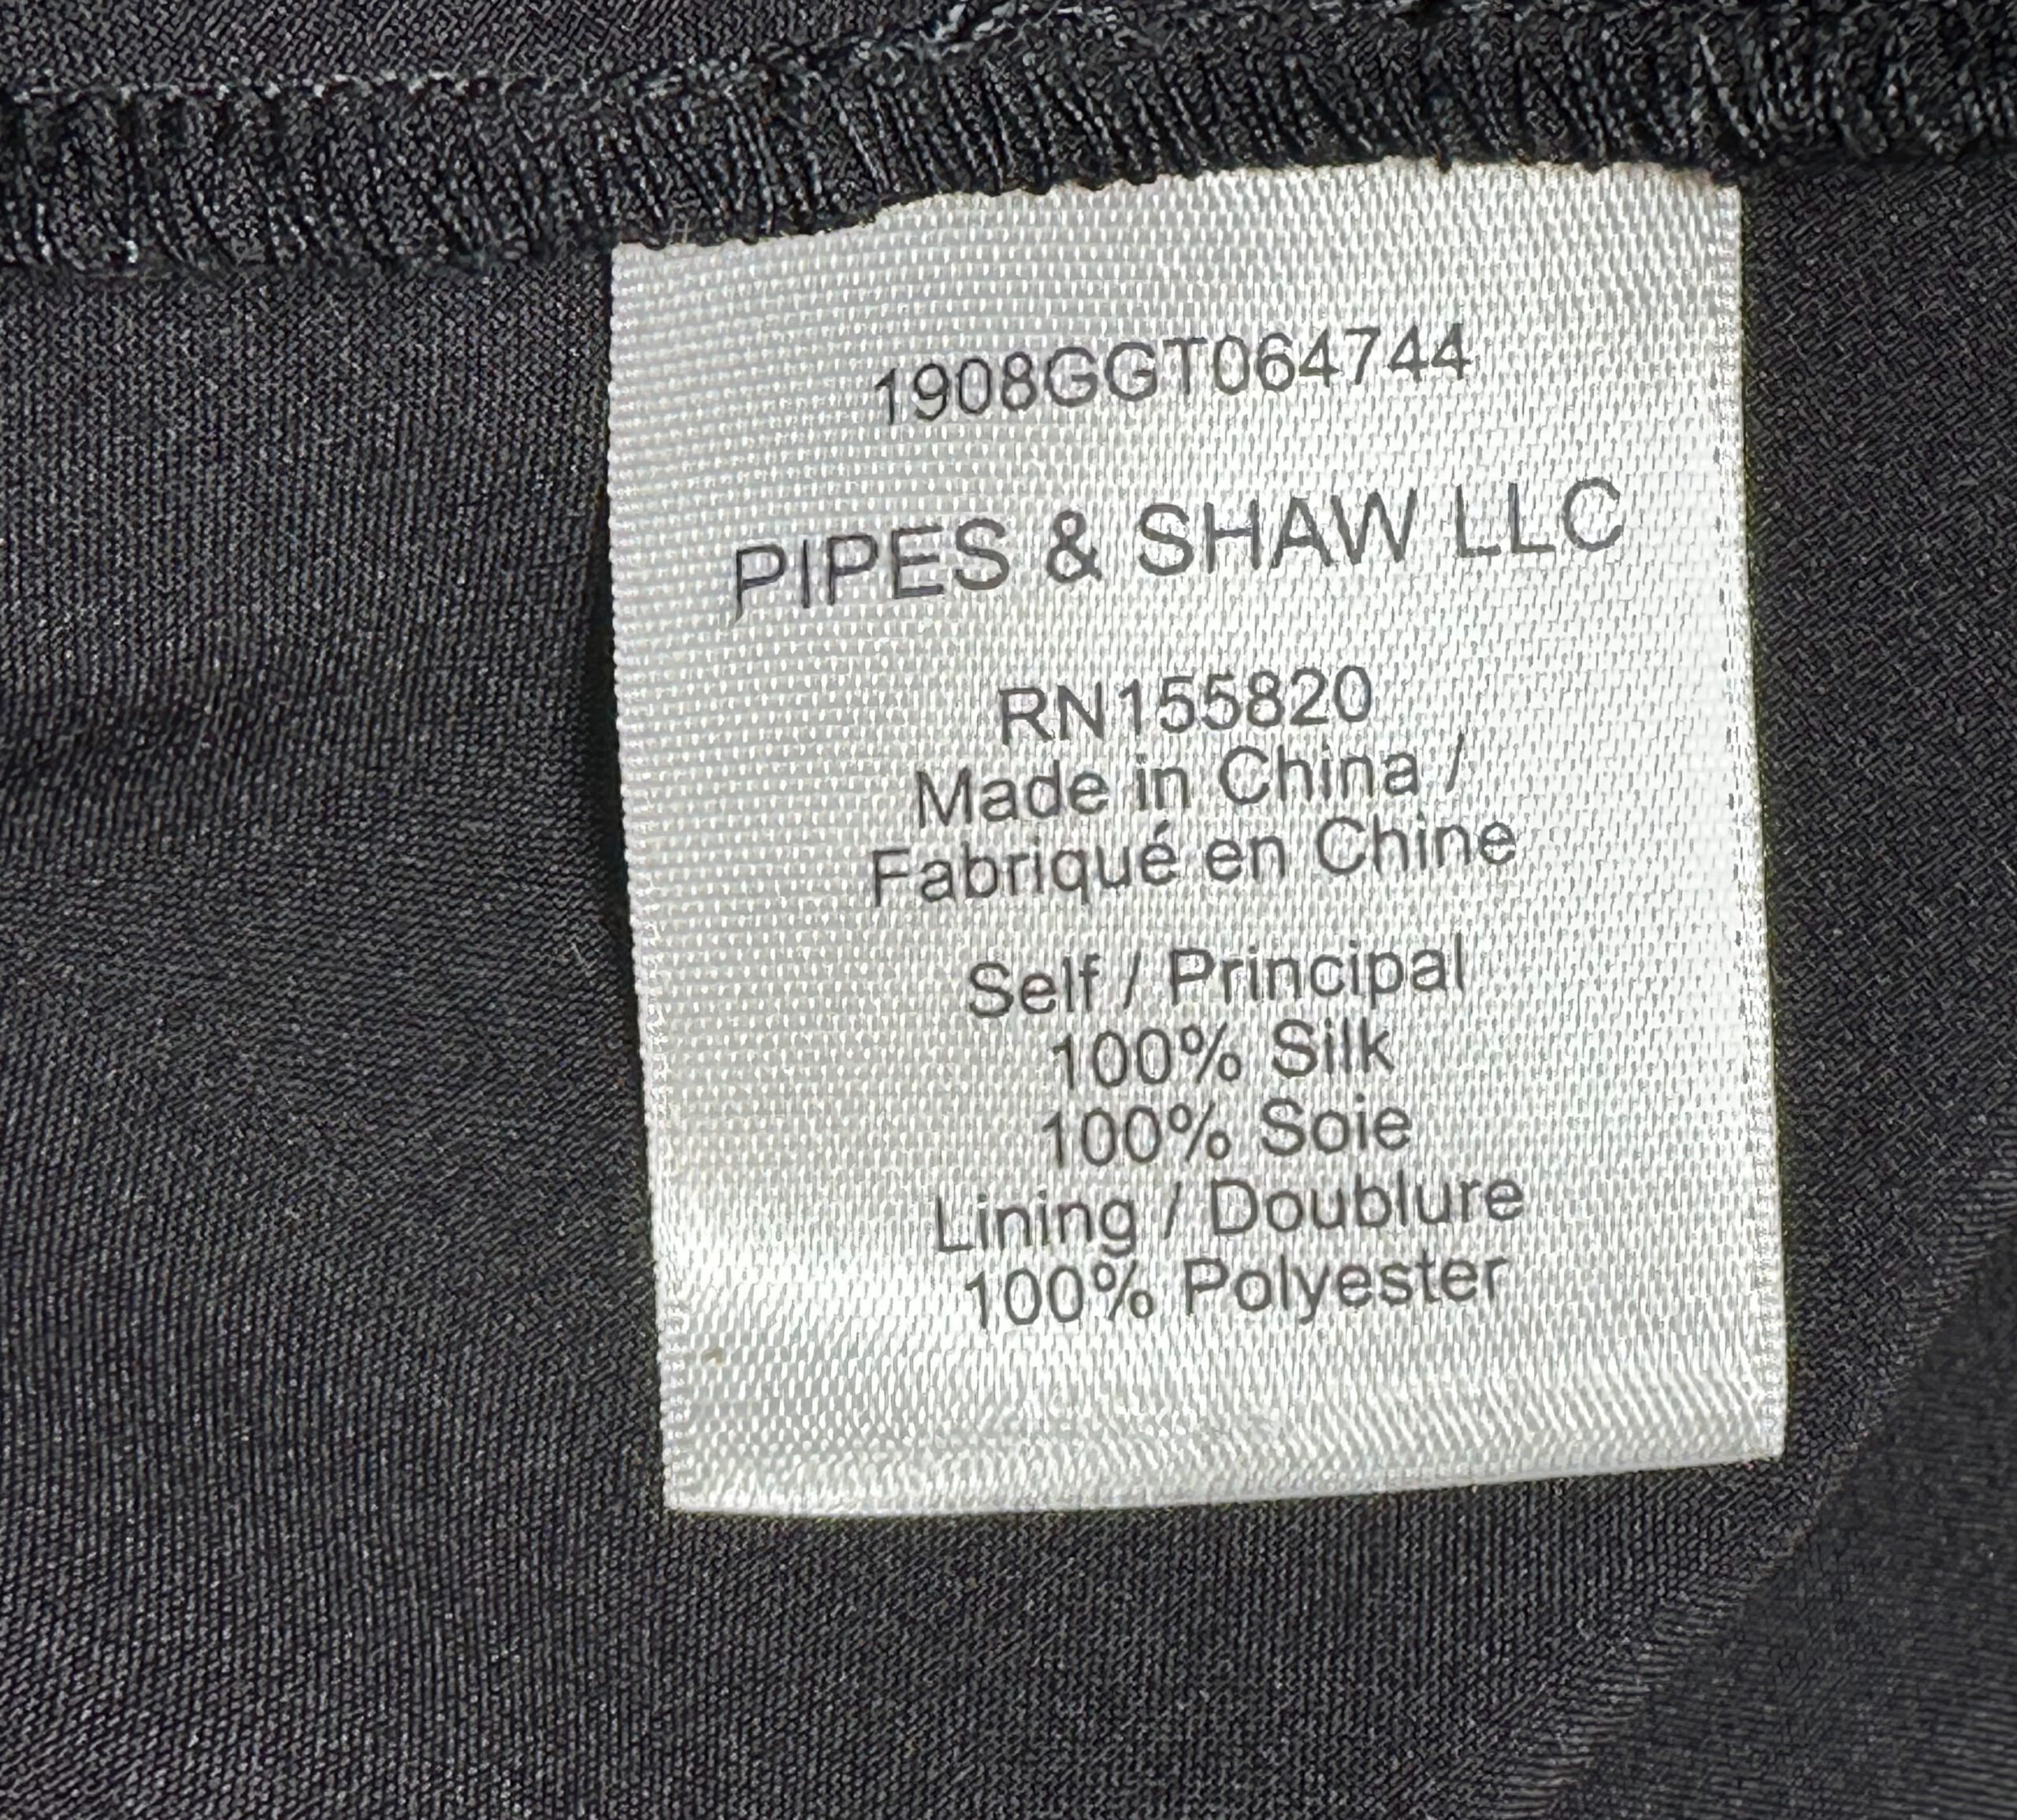 1908GGT064744
PIPES & SHAW LLC
RN155820
Made in China /
Fabriqué en Chine
Self / Principal
100% Silk
100% Soie
Lining / Doublure
100% Polyester